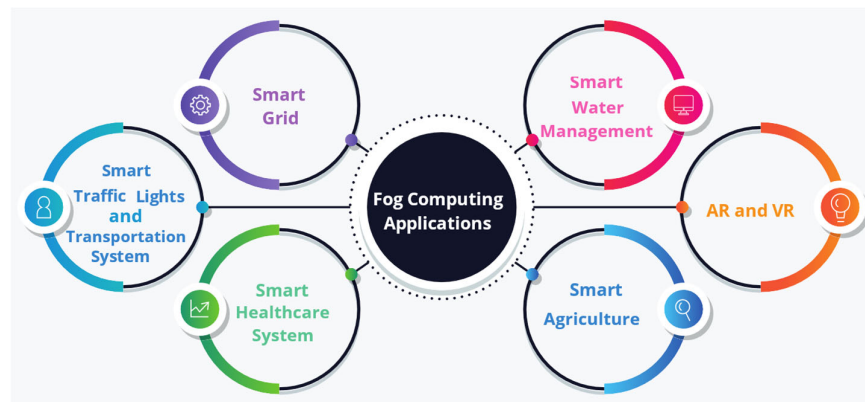 Smart
Grid
Smart
Water
Management
Smart
Traffic Lights
and
Transportation
System
Fog Computing
Applications
AR and VR
Smart
Healthcare
System
Smart
Agriculture